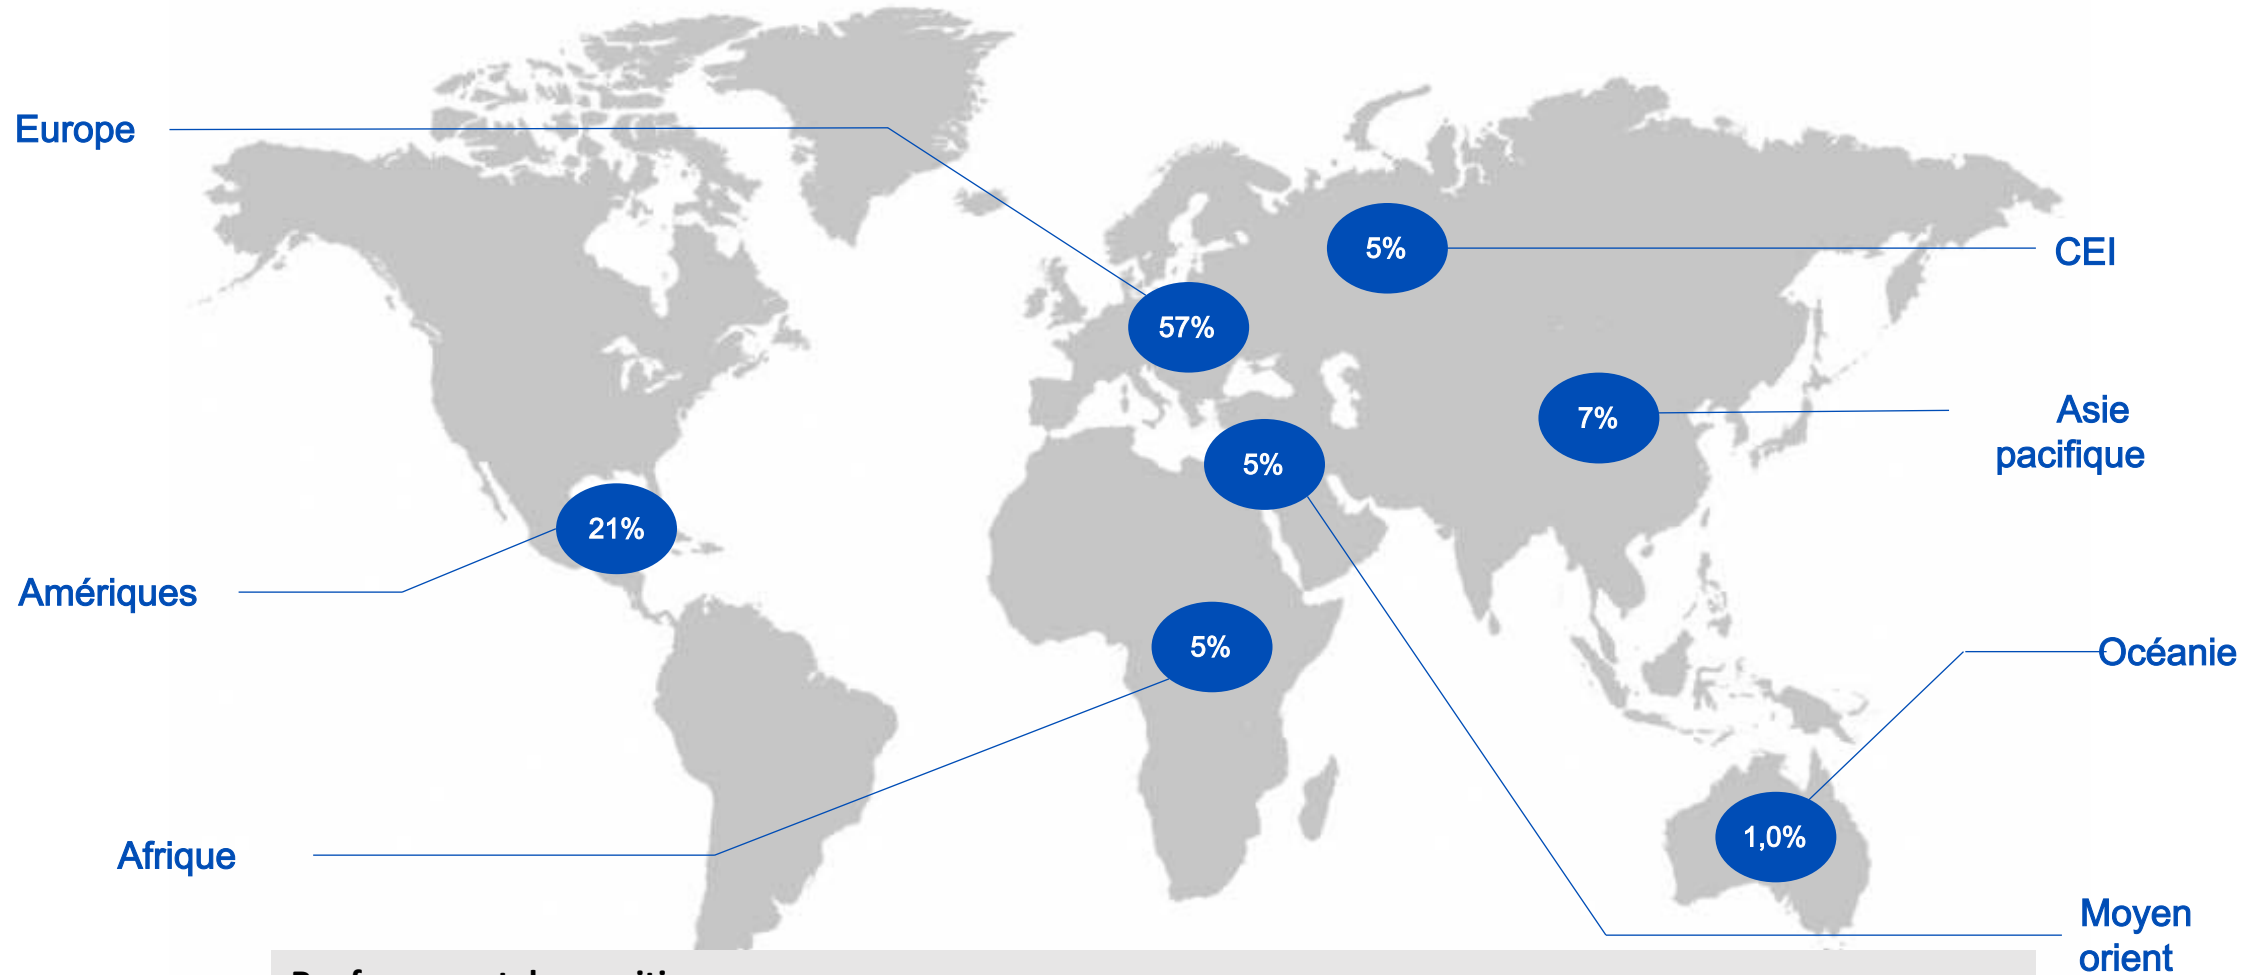 Europe
5%
CEI
57%
7%
Asie
pacifique
5%
21%
Amériques
5%
Océanie
1,0%
Afrique
Moyen
orient